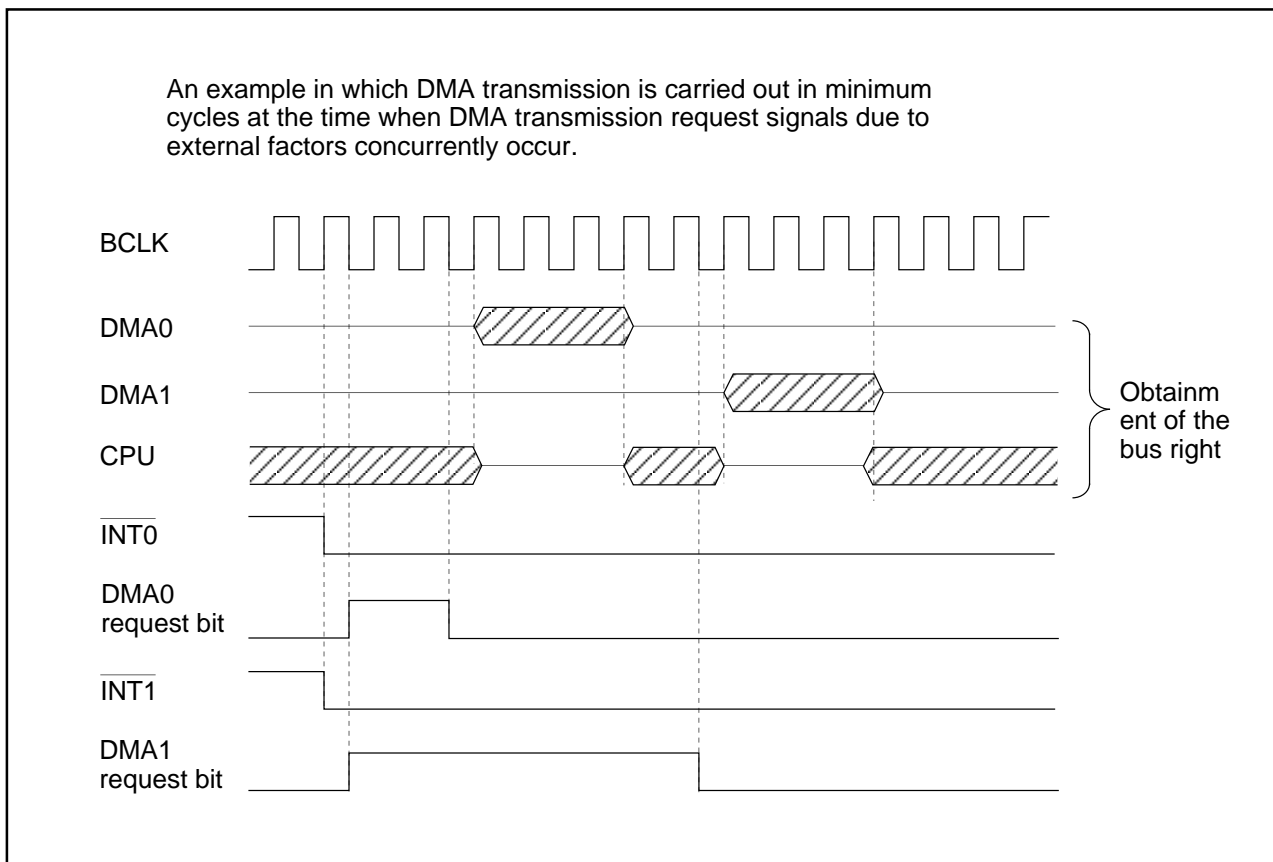 An example in which DMA transmission is carried out in minimum
cycles at the time when DMA transmission request signals due to
external factors concurrently occur.
BCLK
DMA0
DMA1
CPU
Obtainm
ent of the
bus right
INT0
DMA0
request bit
INT1
DMA1
request bit